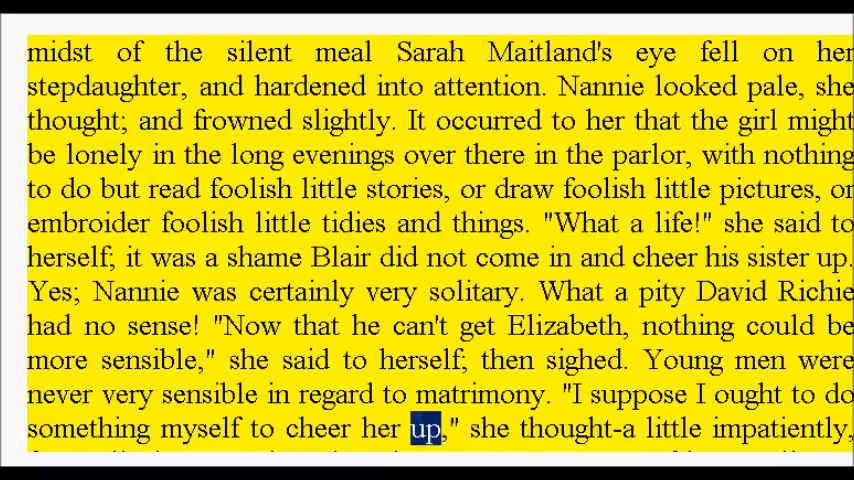 midst of the silent meal Sarah Maitland's eye fell on her
stepdaughter, and hardened into attention. Nannie looked pale, she
thought; and frowned slightly. It occurred to her that the girl might
be lonely in the long evenings over there in the parlor, with nothing
to do but read foolish little stories, or draw foolish little pictures, or
embroider foolish little tidies and things. "What a life!" she said to
herself; it was a shame Blair did not come in and cheer his sister up.
Yes; Nannie was certainly very solitary. What a pity David Richie
had no sense! "Now that he can't get Elizabeth, nothing could be
more sensible," she said to herself; then sighed. Young men were
never very sensible in regard to matrimony. "I suppose I ought to do
something myself to cheer her up," she thought-a little impatiently,